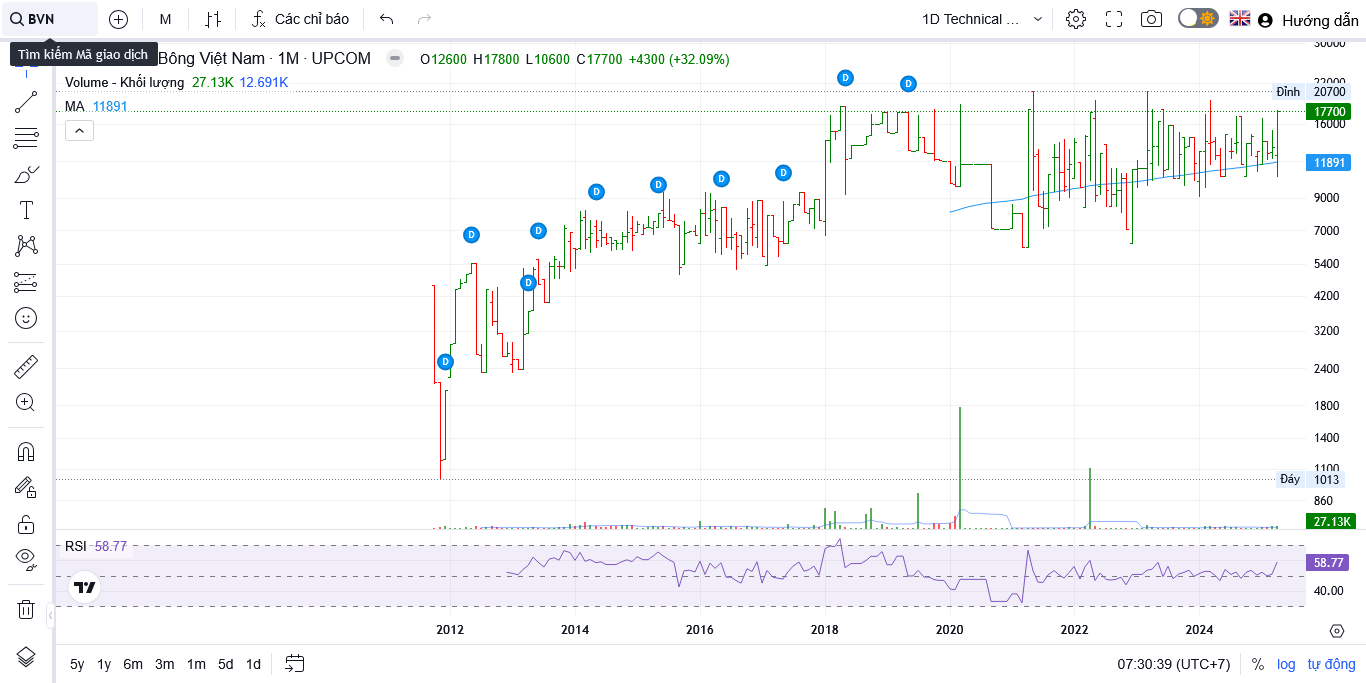 BVN
M
Các chỉ báo
1D Technical ...
Hướng dẫn
Tìm kiếm Mã giao dịch
Bông Việt Nam · 1M · UPCOM
O12600 H17800 L10600 C17700 +4300 (+32.09%)
Volume - Khối lượng 27.13K 12.691K
MA 11891
D
D
D
D
D
D
D
D
D
D
D
30000
22000
Đỉnh 20700
17700
16000
11891
9000
7000
5400
4200
3200
2400
1800
1400
1100
Đáy 1013
860
27.13K
RSI 58.77
58.77
40.00
2012 2014 2016 2018 2020 2022 2024
5y 1y 6m 3m 1m 5d 1d
07:30:39 (UTC+7) % log tự động